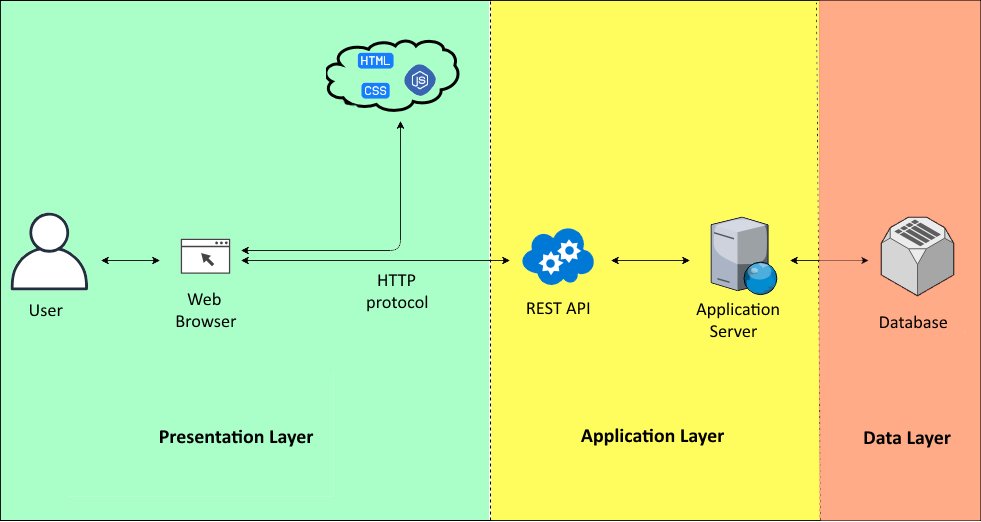 HTML
JS
CSS
User
Web
Browser
HTTP
protocol
REST API
Application
Server
Database
Presentation Layer
Application Layer
Data Layer